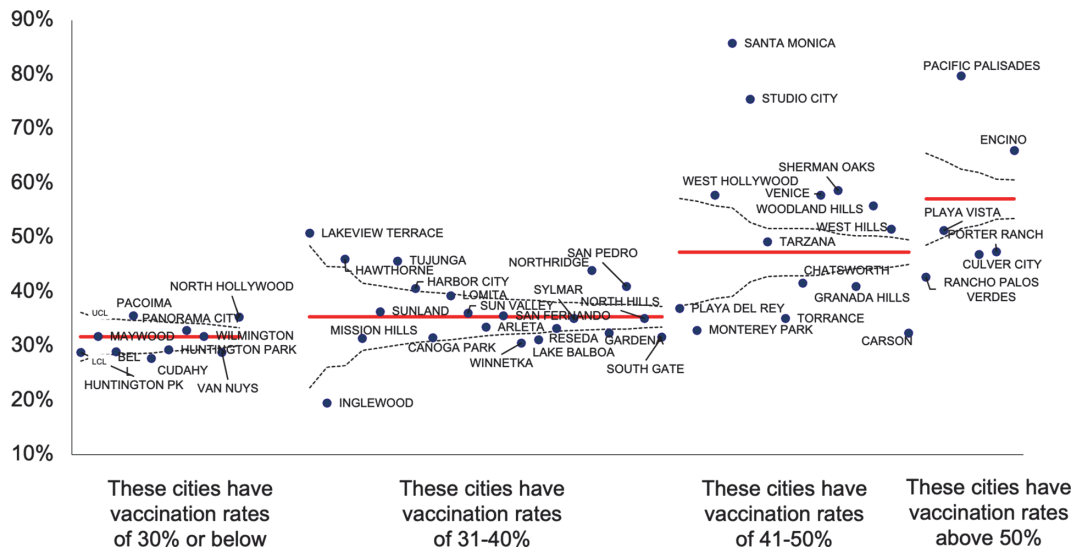 90%
80%
70%
60%
50%
40%
30%
20%
10%
UCL
LCL
PACOIMA
NORTH HOLLYWOOD
PANORAMA CITY
MAYWOOD
WILMINGTON
BELL
HUNTINGTON PARK
CUDAHY
HUNTINGTON PK
VAN NUYS
LAKEVIEW TERRACE
HAWTHORNE
TUJUNGA
HARBOR CITY
LOMITA
SUN VALLEY
SUNLAND
SAN FERNANDO
MISSION HILLS
CANOGA PARK
ARLETA
WINNETKA
LAKE BALBOA
RESEDA
SYLMAR
NORTHRIDGE
SAN PEDRO
NORTH HILLS
GARDENA
SOUTH GATE
INGLEWOOD
SANTA MONICA
STUDIO CITY
WEST HOLLYWOOD
SHERMAN OAKS
VENICE
WOODLAND HILLS
WEST HILLS
TARZANA
CHATSWORTH
GRANADA HILLS
PLAYA DEL REY
TORRANCE
MONTEREY PARK
CARSON
PACIFIC PALISADES
ENCINO
PLAYA VISTA
PORTER RANCH
CULVER CITY
RANCHO PALOS
VERDES
These cities have
vaccination rates
of 30% or below
These cities have
vaccination rates
of 31-40%
These cities have
vaccination rates
of 41-50%
These cities have
vaccination rates
above 50%